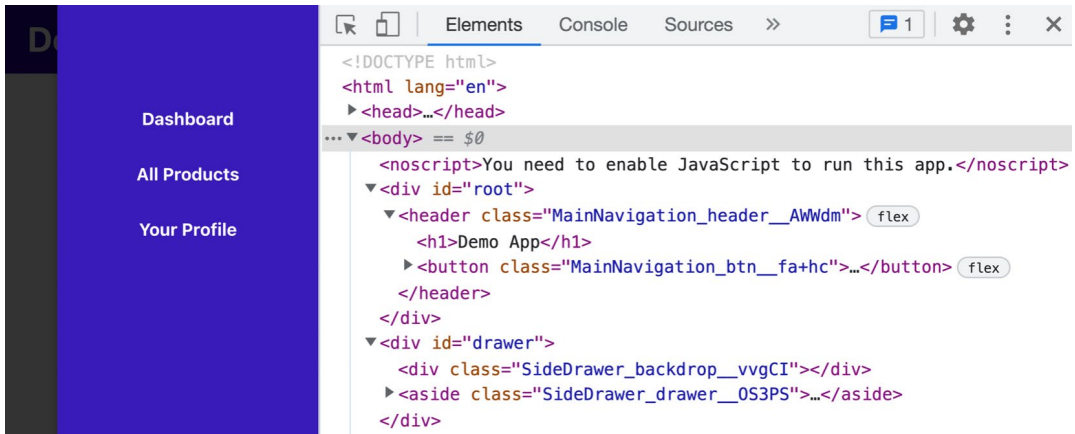 De
Dashboard
All Products
Your Profile
Elements Console Sources » 1
<!DOCTYPE html>
<html lang="en">
▶<head>…</head>
… ▼<body> == $0
<noscript>You need to enable JavaScript to run this app.</noscript>
▼<div id="root">
▼<header class="MainNavigation_header__AWWdm"> flex
<h1>Demo App</h1>
▶<button class="MainNavigation_btn__fa+hc">…</button> flex
</header>
</div>
▼<div id="drawer">
<div class="SideDrawer_backdrop__vvgCI"></div>
▶<aside class="SideDrawer_drawer__OS3PS">…</aside>
</div>